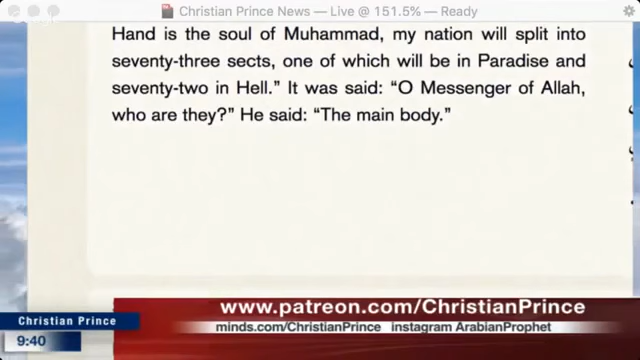 Christian Prince News — Live @ 151.5% — Ready
Hand is the soul of Muhammad, my nation will split into
seventy-three sects, one of which will be in Paradise and
seventy-two in Hell.” It was said: “O Messenger of Allah,
who are they?” He said: “The main body.”
www.patreon.com/ChristianPrince
Christian Prince
minds.com/ChristianPrince instagram ArabianProphet
9:40